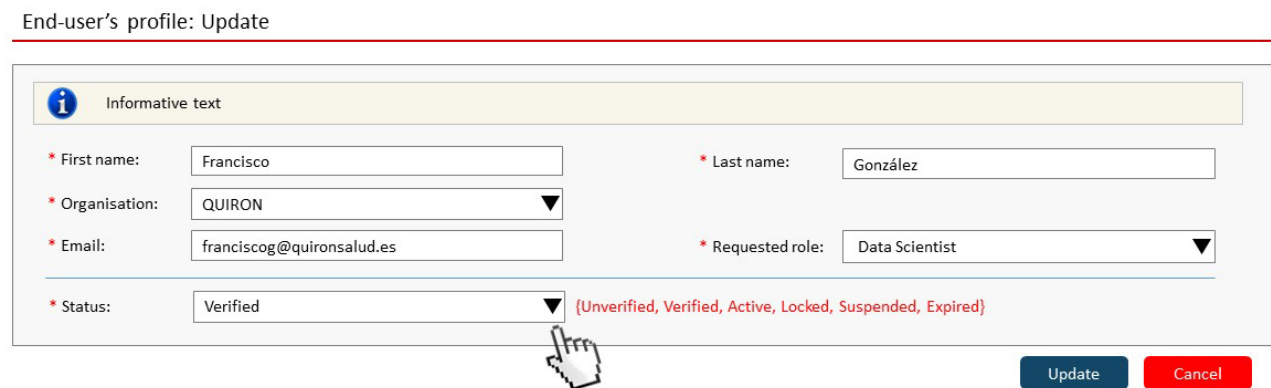 End-user's profile: Update
Informative text
* First name: Francisco * Last name: González
* Organisation: QUIRON
* Email: franciscog@quironsalud.es * Requested role: Data Scientist
* Status: Verified {Unverified, Verified, Active, Locked, Suspended, Expired}
Update Cancel